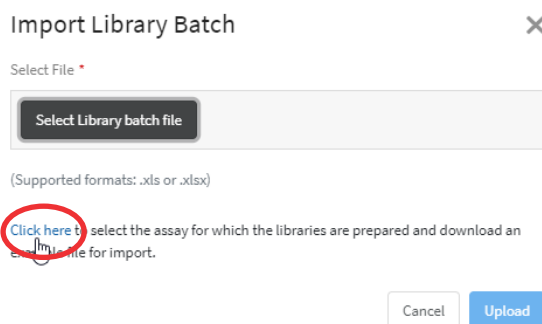 Import Library Batch
Select File *
Select Library batch file
(Supported formats: .xls or .xlsx)
Click here to select the assay for which the libraries are prepared and download an
example file for import.
Cancel
Upload